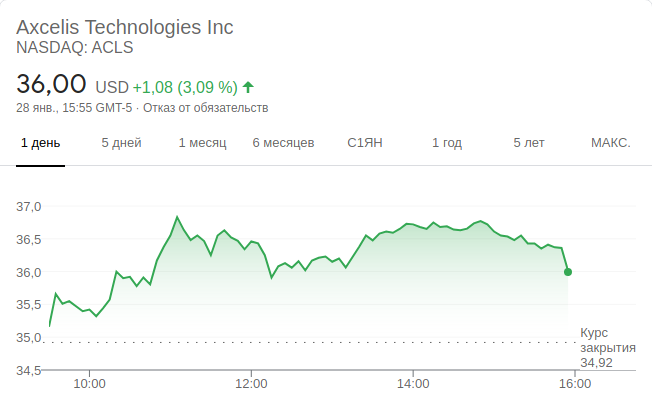 Axcelis Technologies Inc
NASDAQ: ACLS
36,00 USD +1,08 (3,09 %)
28 янв., 15:55 GMT-5 · Отказ от обязательств
1 день 5 дней 1 месяц 6 месяцев С1ЯН 1 год 5 лет МАКС.
37,0
36,5
36,0
35,5
35,0
34,5
Курс
закрытия
34,92
10:00 12:00 14:00 16:00